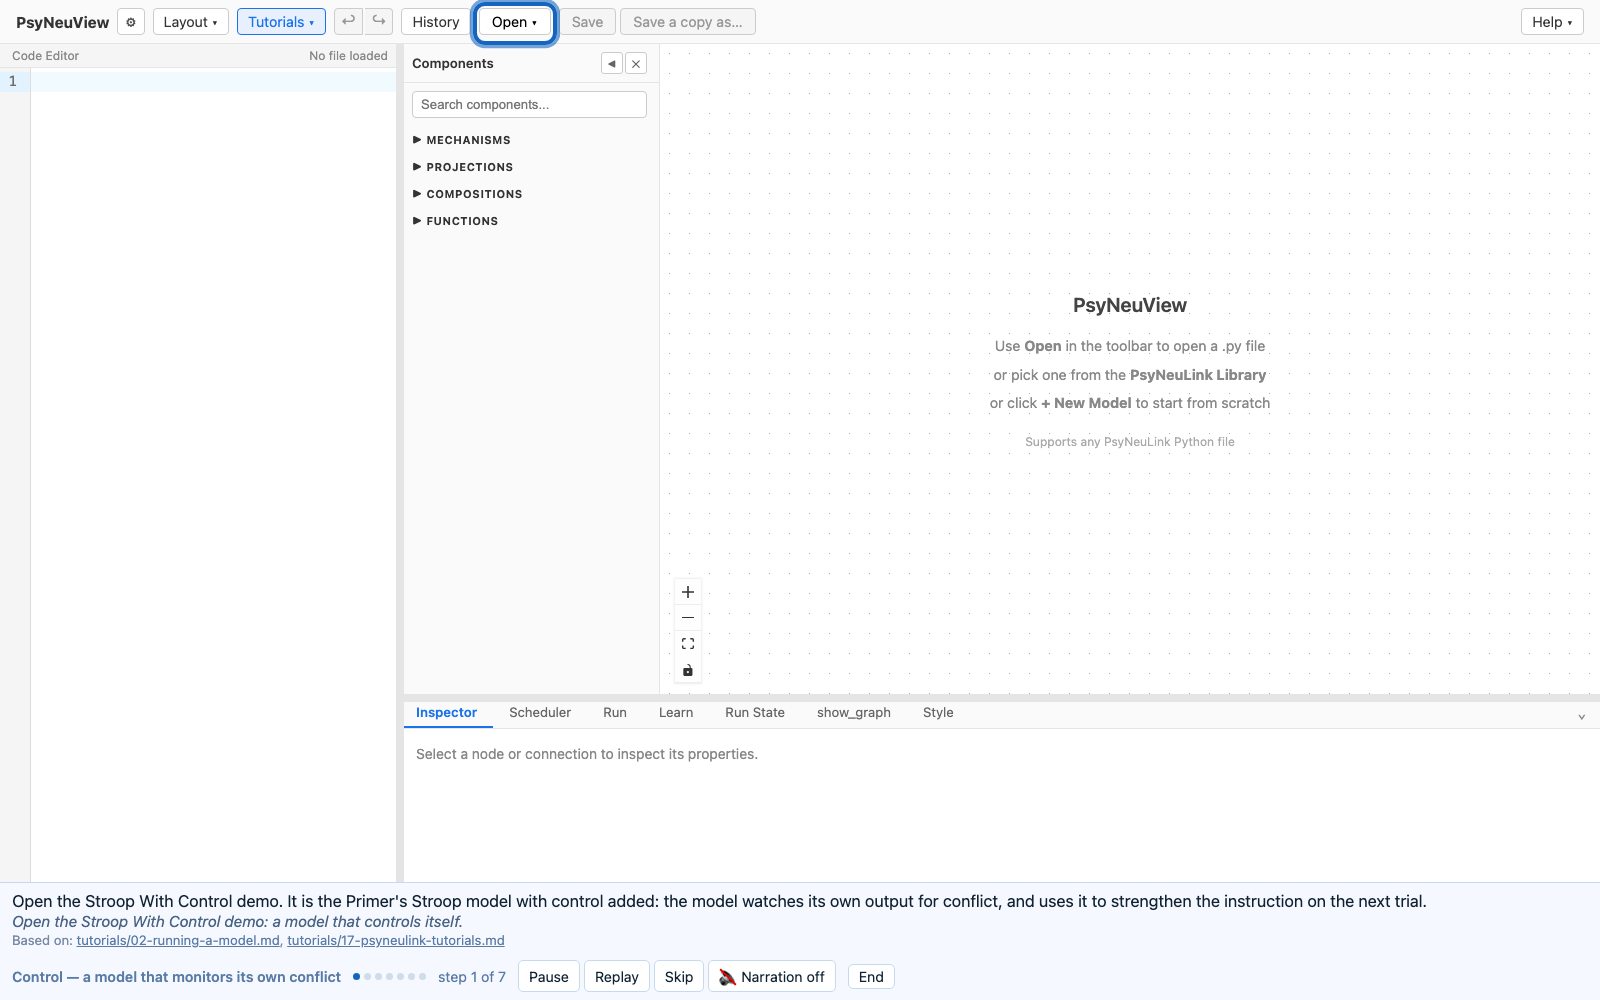 PsyNeuView
Layout
Tutorials
History
Open
Save
Save a copy as...
Help
Code Editor
No file loaded
1
Components
Search components...
MECHANISMS
PROJECTIONS
COMPOSITIONS
FUNCTIONS
PsyNeuView
Use Open in the toolbar to open a .py file
or pick one from the PsyNeuLink Library
or click + New Model to start from scratch
Supports any PsyNeuLink Python file
Inspector
Scheduler
Run
Learn
Run State
show_graph
Style
Select a node or connection to inspect its properties.
Open the Stroop With Control demo. It is the Primer's Stroop model with control added: the model watches its own output for conflict, and uses it to strengthen the instruction on the next trial.
Open the Stroop With Control demo: a model that controls itself.
Based on: tutorials/02-running-a-model.md, tutorials/17-psyneulink-tutorials.md
Control — a model that monitors its own conflict
step 1 of 7
Pause
Replay
Skip
Narration off
End